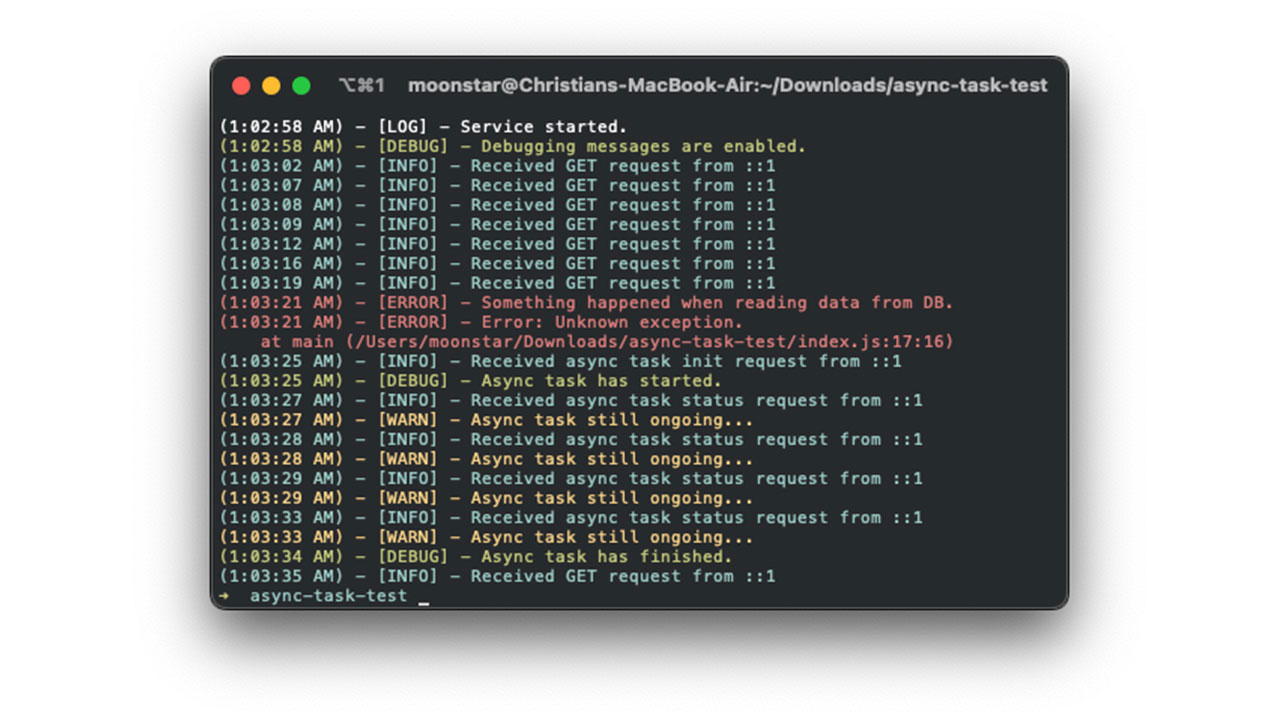 ⌥⌘1 moonstar@Christians-MacBook-Air:~/Downloads/async-task-test
(1:02:58 AM) – [LOG] – Service started.
(1:02:58 AM) – [DEBUG] – Debugging messages are enabled.
(1:03:02 AM) – [INFO] – Received GET request from ::1
(1:03:07 AM) – [INFO] – Received GET request from ::1
(1:03:08 AM) – [INFO] – Received GET request from ::1
(1:03:09 AM) – [INFO] – Received GET request from ::1
(1:03:12 AM) – [INFO] – Received GET request from ::1
(1:03:16 AM) – [INFO] – Received GET request from ::1
(1:03:19 AM) – [INFO] – Received GET request from ::1
(1:03:21 AM) – [ERROR] – Something happened when reading data from DB.
(1:03:21 AM) – [ERROR] – Error: Unknown exception.
    at main (/Users/moonstar/Downloads/async-task-test/index.js:17:16)
(1:03:25 AM) – [INFO] – Received async task init request from ::1
(1:03:25 AM) – [DEBUG] – Async task has started.
(1:03:27 AM) – [INFO] – Received async task status request from ::1
(1:03:27 AM) – [WARN] – Async task still ongoing...
(1:03:28 AM) – [INFO] – Received async task status request from ::1
(1:03:28 AM) – [WARN] – Async task still ongoing...
(1:03:29 AM) – [INFO] – Received async task status request from ::1
(1:03:29 AM) – [WARN] – Async task still ongoing...
(1:03:33 AM) – [INFO] – Received async task status request from ::1
(1:03:33 AM) – [WARN] – Async task still ongoing...
(1:03:34 AM) – [DEBUG] – Async task has finished.
(1:03:35 AM) – [INFO] – Received GET request from ::1
➜  async-task-test _